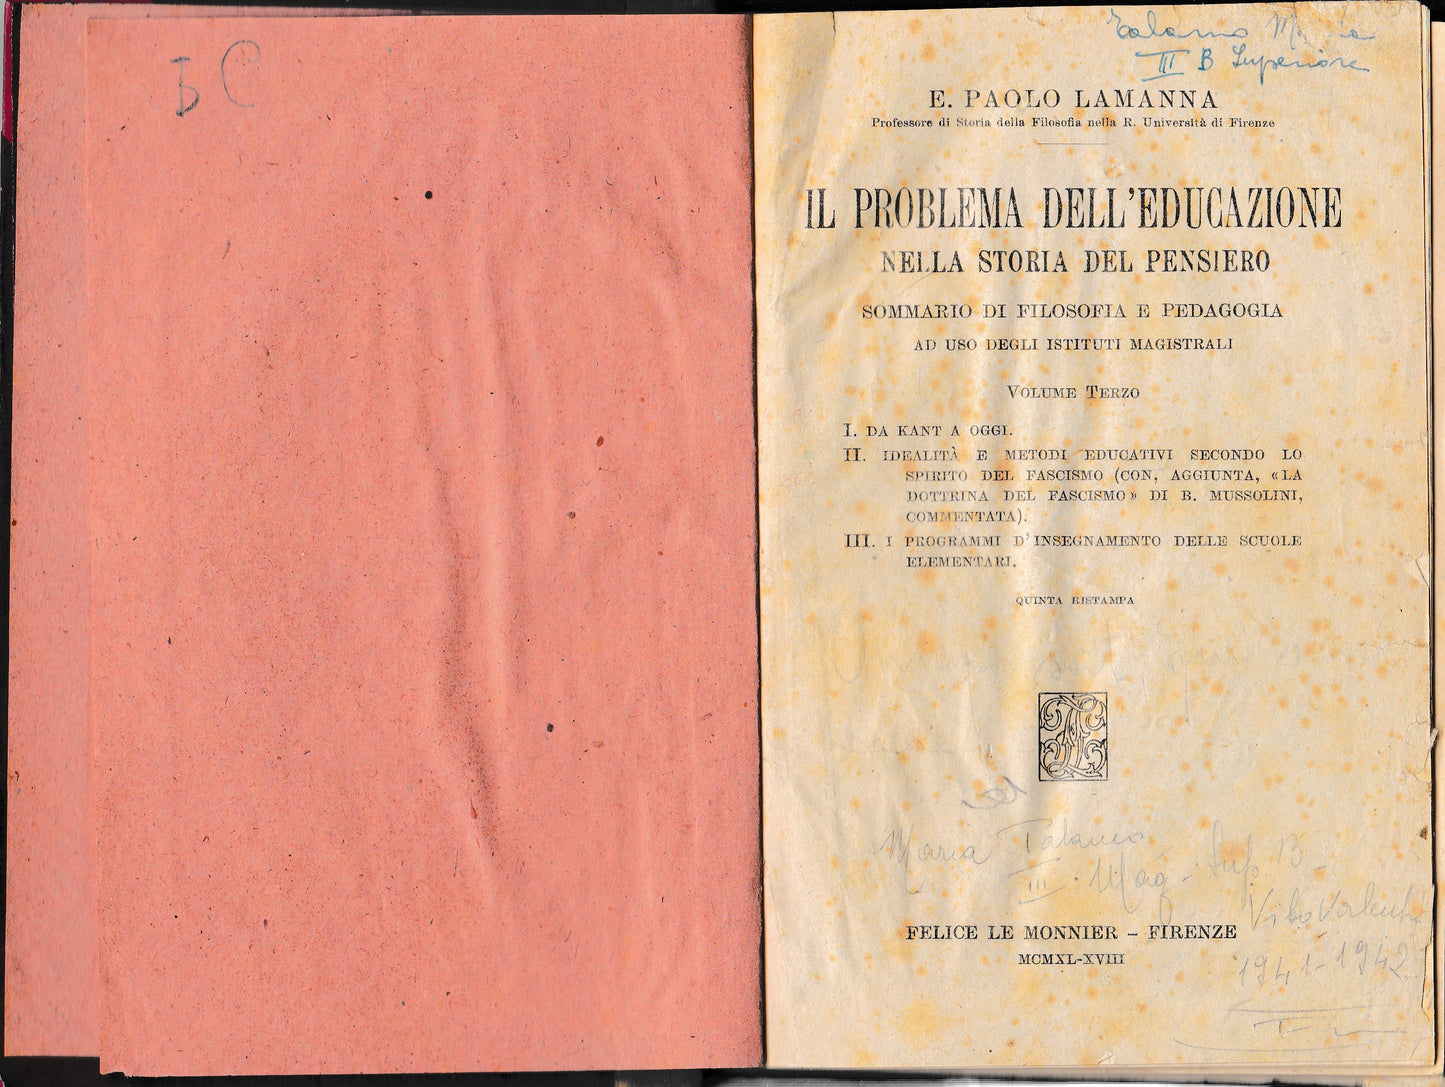 b C
Talamo Maria
III B Superiore
E. PAOLO LAMANNA
Professore di Storia della Filosofia nella R. Università di Firenze
IL PROBLEMA DELL'EDUCAZIONE
NELLA STORIA DEL PENSIERO
SOMMARIO DI FILOSOFIA E PEDAGOGIA
AD USO DEGLI ISTITUTI MAGISTRALI
VOLUME TERZO
I. DA KANT A OGGI.
II. IDEALITÀ E METODI EDUCATIVI SECONDO LO
SPIRITO DEL FASCISMO (CON, AGGIUNTA, «LA
DOTTRINA DEL FASCISMO» DI B. MUSSOLINI,
COMMENTATA).
III. I PROGRAMMI D'INSEGNAMENTO DELLE SCUOLE
ELEMENTARI.
QUINTA RISTAMPA
Maria Talamo
III Mag. Sup B
Vibo Valentia
FELICE LE MONNIER – FIRENZE
MCMXL-XVIII
1941-1942